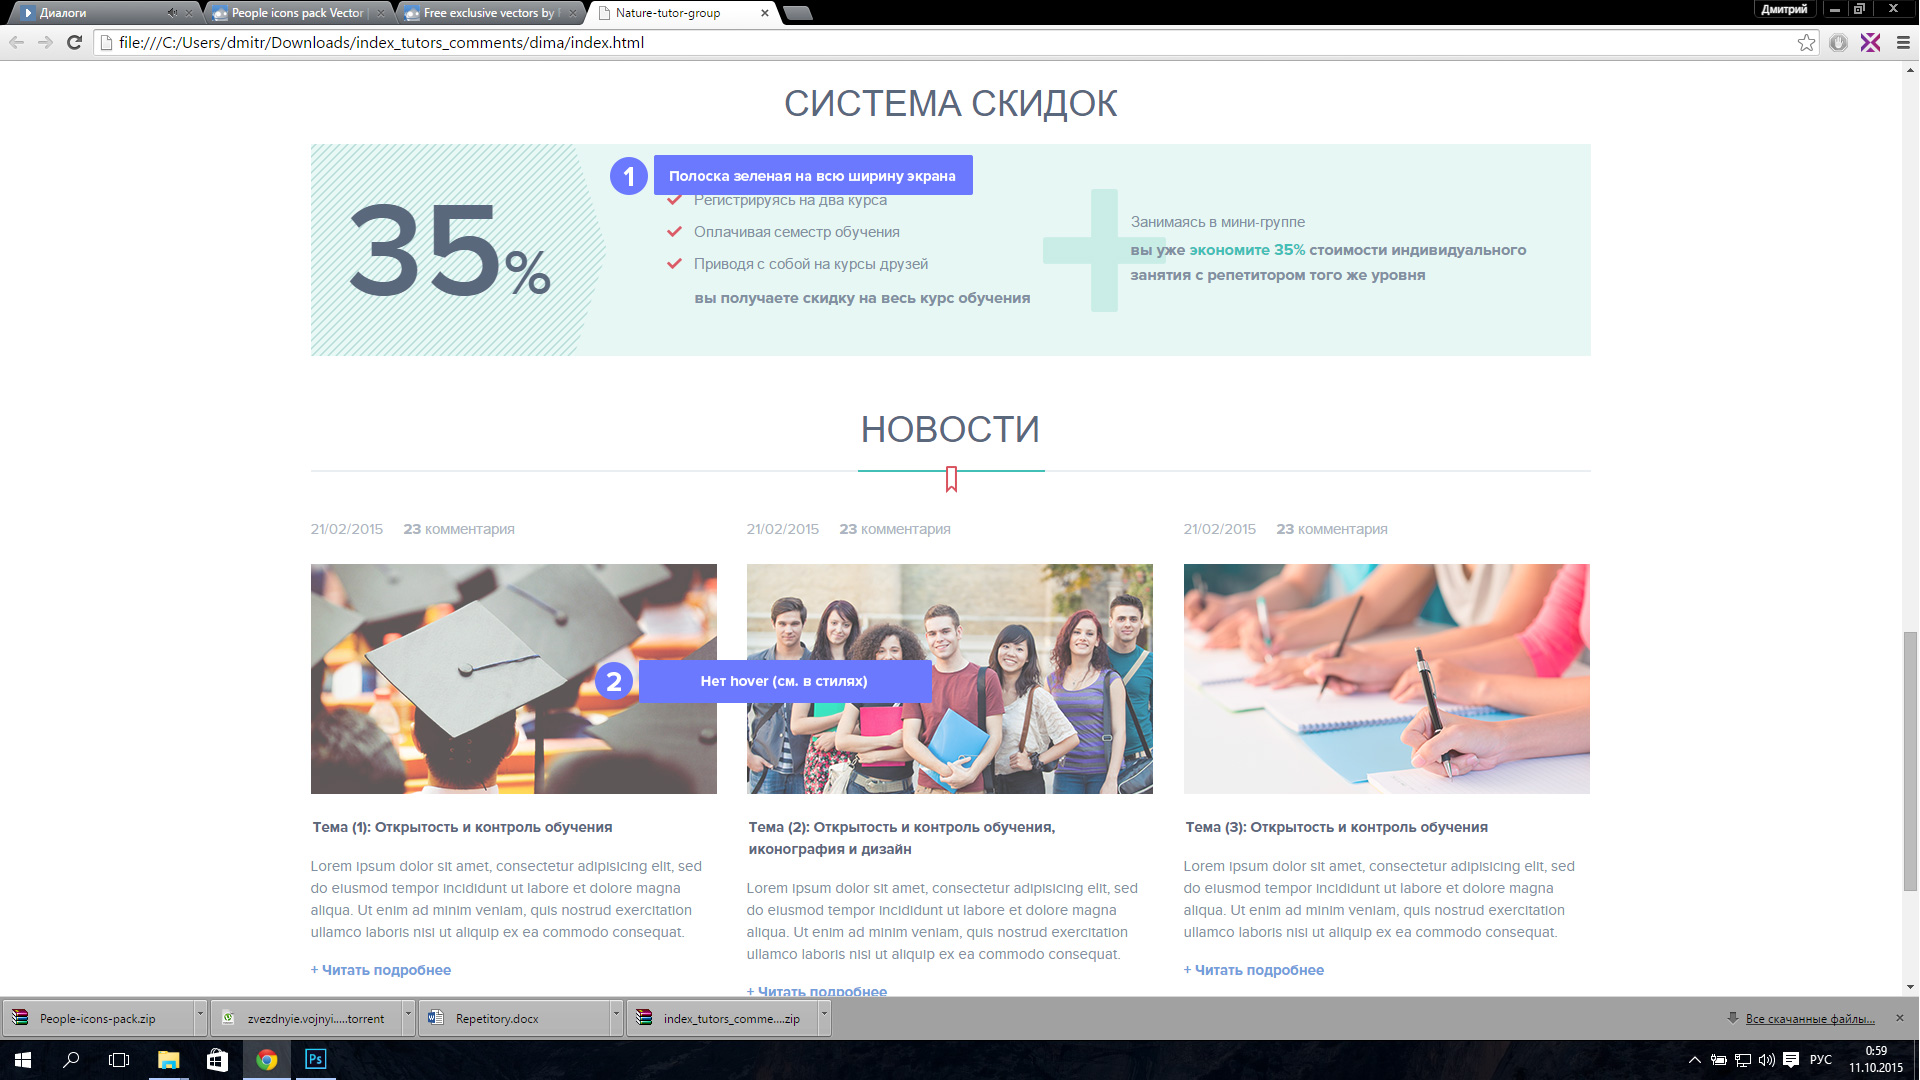 Диалоги
People icons pack Vector |
Free exclusive vectors by
Nature-tutor-group
Дмитрий
file:///C:/Users/dmitr/Downloads/index_tutors_comments/dima/index.html
СИСТЕМА СКИДОК
35%
1
Полоска зеленая на всю ширину экрана
Регистрируясь на два курса
Оплачивая семестр обучения
Приводя с собой на курсы друзей
вы получаете скидку на весь курс обучения
Занимаясь в мини-группе
вы уже экономите 35% стоимости индивидуального
занятия с репетитором того же уровня
НОВОСТИ
21/02/2015 23 комментария
21/02/2015 23 комментария
21/02/2015 23 комментария
2
Нет hover (см. в стилях)
Тема (1): Открытость и контроль обучения
Lorem ipsum dolor sit amet, consectetur adipisicing elit, sed
do eiusmod tempor incididunt ut labore et dolore magna
aliqua. Ut enim ad minim veniam, quis nostrud exercitation
ullamco laboris nisi ut aliquip ex ea commodo consequat.
+ Читать подробнее
Тема (2): Открытость и контроль обучения,
иконография и дизайн
Lorem ipsum dolor sit amet, consectetur adipisicing elit, sed
do eiusmod tempor incididunt ut labore et dolore magna
aliqua. Ut enim ad minim veniam, quis nostrud exercitation
ullamco laboris nisi ut aliquip ex ea commodo consequat.
+ Читать подробнее
Тема (3): Открытость и контроль обучения
Lorem ipsum dolor sit amet, consectetur adipisicing elit, sed
do eiusmod tempor incididunt ut labore et dolore magna
aliqua. Ut enim ad minim veniam, quis nostrud exercitation
ullamco laboris nisi ut aliquip ex ea commodo consequat.
+ Читать подробнее
People-icons-pack.zip
zvezdnyie.vojnyi.....torrent
Repetitory.docx
index_tutors_comme....zip
Все скачанные файлы...
Ps
РУС
0:59
11.10.2015